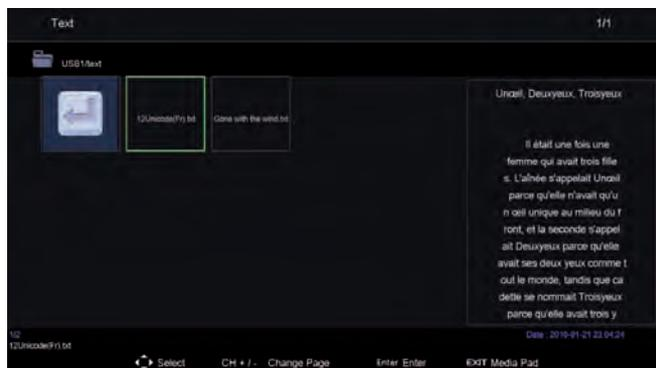 Text
1/1
USB1/text
12Unicode(Fr).txt
Gone with the wind.txt
Unœil, Deuxyeux, Troisyeux
Il était une fois une
femme qui avait trois fille
s. L'aînée s'appelait Unœil
parce qu'elle n'avait qu'u
n œil unique au milieu du f
ront, et la seconde s'appel
ait Deuxyeux parce qu'elle
avait ses deux yeux comme t
out le monde, tandis que ca
dette se nommait Troisyeux
parce qu'elle avait trois y
1/2
12Unicode(Fr).txt
Date : 2010-01-21 23:04:24
Select
CH + / - Change Page
Enter Enter
EXIT Media Pad